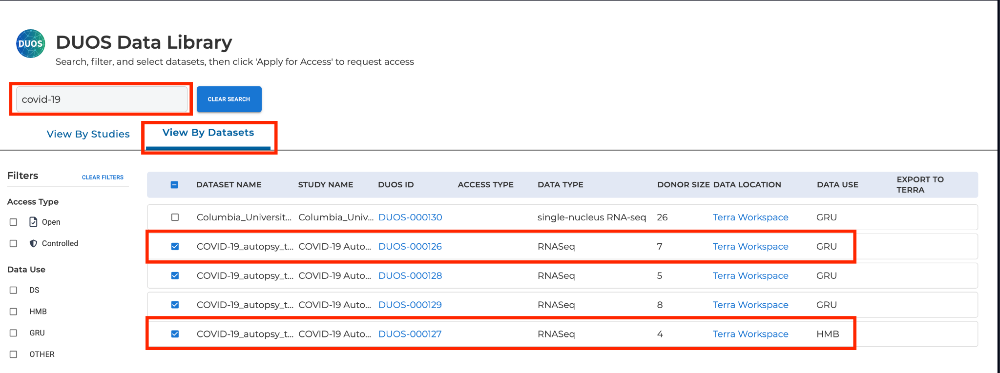 DUOS
DUOS Data Library
Search, filter, and select datasets, then click 'Apply for Access' to request access
covid-19
CLEAR SEARCH
View By Studies
View By Datasets
Filters
CLEAR FILTERS
Access Type
Open
Controlled
Data Use
DS
HMB
GRU
OTHER
DATASET NAME STUDY NAME DUOS ID ACCESS TYPE DATA TYPE DONOR SIZE DATA LOCATION DATA USE EXPORT TO
TERRA
Columbia_Universit... Columbia_Univ... DUOS-000130 single-nucleus RNA-seq 26 Terra Workspace GRU
COVID-19_autopsy_t... COVID-19 Auto... DUOS-000126 RNASeq 7 Terra Workspace GRU
COVID-19_autopsy_t... COVID-19 Auto... DUOS-000128 RNASeq 5 Terra Workspace GRU
COVID-19_autopsy_t... COVID-19 Auto... DUOS-000129 RNASeq 8 Terra Workspace GRU
COVID-19_autopsy_t... COVID-19 Auto... DUOS-000127 RNASeq 4 Terra Workspace HMB